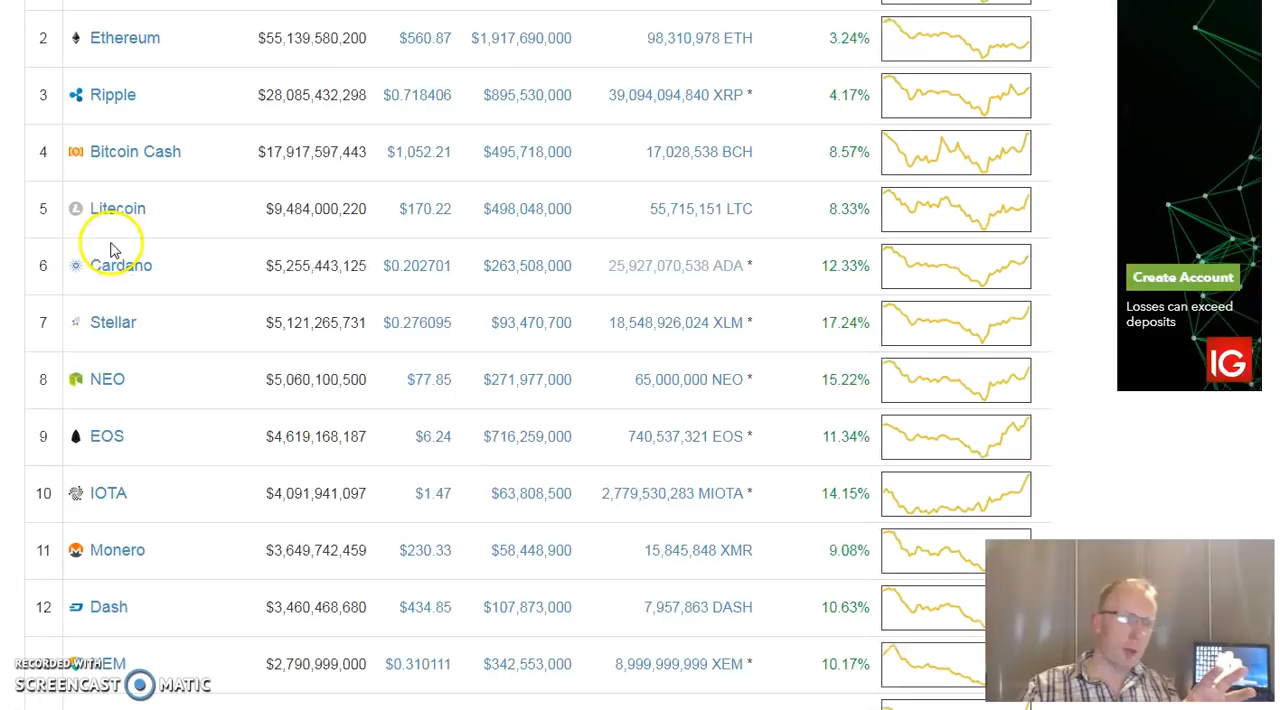 2 Ethereum $55,139,580,200 $560.87 $1,917,690,000 98,310,978 ETH 3.24%
3 Ripple $28,085,432,298 $0.718406 $895,530,000 39,094,094,840 XRP * 4.17%
4 Bitcoin Cash $17,917,597,443 $1,052.21 $495,718,000 17,028,538 BCH 8.57%
5 Litecoin $9,484,000,220 $170.22 $498,048,000 55,715,151 LTC 8.33%
6 Cardano $5,255,443,125 $0.202701 $263,508,000 25,927,070,538 ADA * 12.33%
7 Stellar $5,121,265,731 $0.276095 $93,470,700 18,548,926,024 XLM * 17.24%
8 NEO $5,060,100,500 $77.85 $271,977,000 65,000,000 NEO * 15.22%
9 EOS $4,619,168,187 $6.24 $716,259,000 740,537,321 EOS * 11.34%
10 IOTA $4,091,941,097 $1.47 $63,808,500 2,779,530,283 MIOTA * 14.15%
11 Monero $3,649,742,459 $230.33 $58,448,900 15,845,848 XMR 9.08%
12 Dash $3,460,468,680 $434.85 $107,873,000 7,957,863 DASH 10.63%
NEM $2,790,999,000 $0.310111 $342,553,000 8,999,999,999 XEM * 10.17%
Create Account
Losses can exceed
deposits
IG
RECORDED WITH
SCREENCAST MATIC